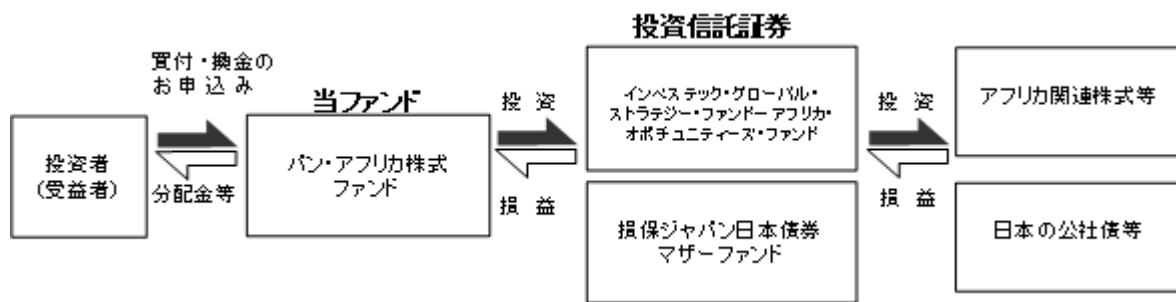 投資信託証券
買付・換金の
お申込み
当ファンド
投資者
(受益者)
分配金等
パン・アフリカ株式
ファンド
投 資
損 益
インベステック・グローバル・
ストラテジー・ファンドーアフリカ・
オポチュニティーズ・ファンド
損保ジャパン日本債券
マザーファンド
投 資
損 益
アフリカ関連株式等
日本の公社債等